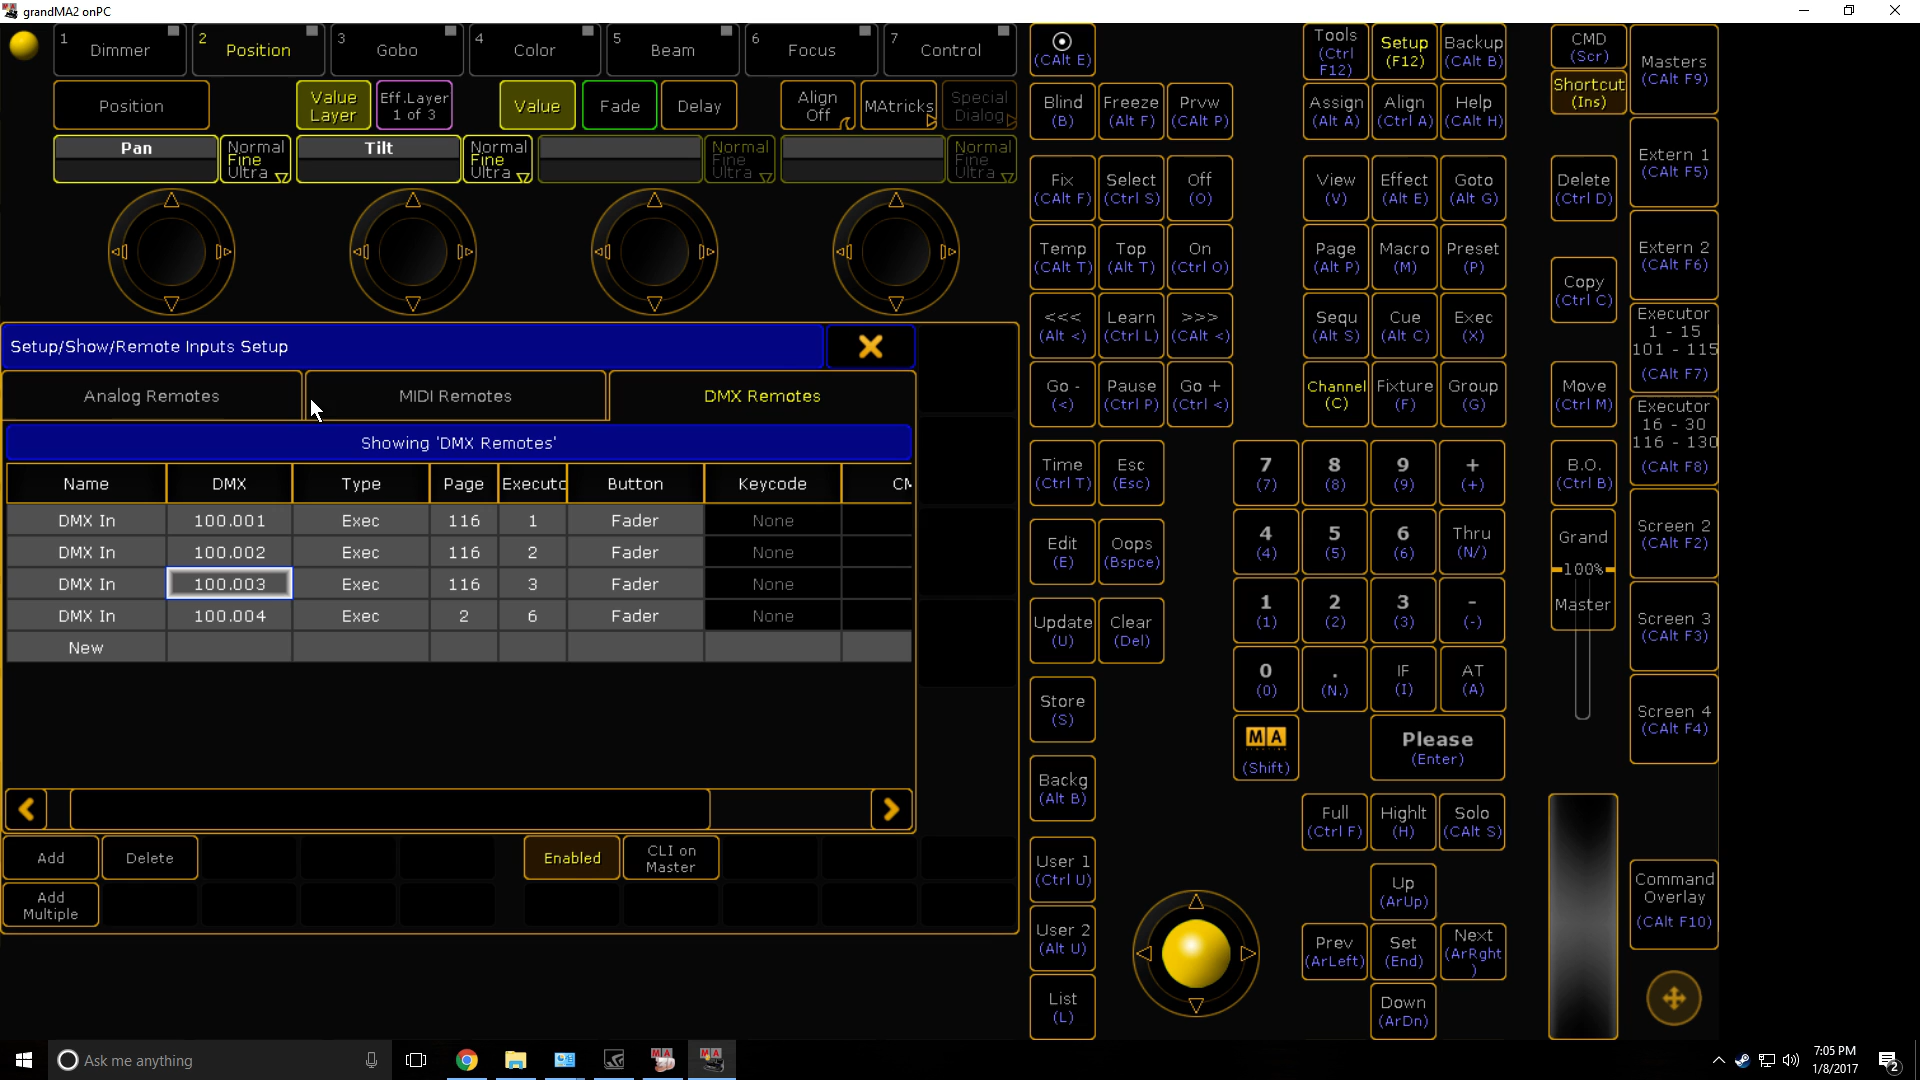 grandMA2 onPC
1 Dimmer
2 Position
3 Gobo
4 Color
5 Beam
6 Focus
7 Control
Position
Value Layer
Eff.Layer 1 of 3
Value
Fade
Delay
Align Off
MAtricks
Special Dialog
Pan
Normal
Fine
Ultra
Tilt
Normal
Fine
Ultra
Normal
Fine
Ultra
Normal
Fine
Ultra
Setup/Show/Remote Inputs Setup
Analog Remotes
MIDI Remotes
DMX Remotes
Showing 'DMX Remotes'
Name DMX Type Page Executo Button Keycode CM
DMX In 100.001 Exec 116 1 Fader None
DMX In 100.002 Exec 116 2 Fader None
DMX In 100.003 Exec 116 3 Fader None
DMX In 100.004 Exec 2 6 Fader None
New
Add
Delete
Enabled
CLI on Master
Add Multiple
(CAlt E)
Tools (Ctrl F12)
Setup (F12)
Backup (CAlt B)
CMD (Scr)
Shortcut (Ins)
Masters (CAlt F9)
Blind (B)
Freeze (Alt F)
Prvw (CAlt P)
Assign (Alt A)
Align (Ctrl A)
Help (CAlt H)
Extern 1 (CAlt F5)
Fix (CAlt F)
Select (Ctrl S)
Off (O)
View (V)
Effect (Alt E)
Goto (Alt G)
Delete (Ctrl D)
Extern 2 (CAlt F6)
Temp (CAlt T)
Top (Alt T)
On (Ctrl O)
Page (Alt P)
Macro (M)
Preset (P)
Copy (Ctrl C)
<<< (Alt <)
Learn (Ctrl L)
>>> (CAlt <)
Sequ (Alt S)
Cue (Alt C)
Exec (X)
Executor 1 - 15 101 - 115 (CAlt F7)
Go - (<)
Pause (Ctrl P)
Go + (Ctrl <)
Channel (C)
Fixture (F)
Group (G)
Move (Ctrl M)
Executor 16 - 30 116 - 130 (CAlt F8)
Time (Ctrl T)
Esc (Esc)
7 (7)
8 (8)
9 (9)
+ (+)
B.O. (Ctrl B)
Screen 2 (CAlt F2)
Edit (E)
Oops (Bspce)
4 (4)
5 (5)
6 (6)
Thru (N/)
Grand
100%
Master
Update (U)
Clear (Del)
1 (1)
2 (2)
3 (3)
- (-)
Screen 3 (CAlt F3)
Store (S)
0 (0)
. (N.)
IF (I)
AT (A)
Screen 4 (CAlt F4)
MA (Shift)
Please (Enter)
Backg (Alt B)
Full (Ctrl F)
Highlt (H)
Solo (CAlt S)
User 1 (Ctrl U)
Up (ArUp)
Command Overlay (CAlt F10)
User 2 (Alt U)
Prev (ArLeft)
Set (End)
Next (ArRght)
List (L)
Down (ArDn)
Ask me anything
7:05 PM
1/8/2017
2